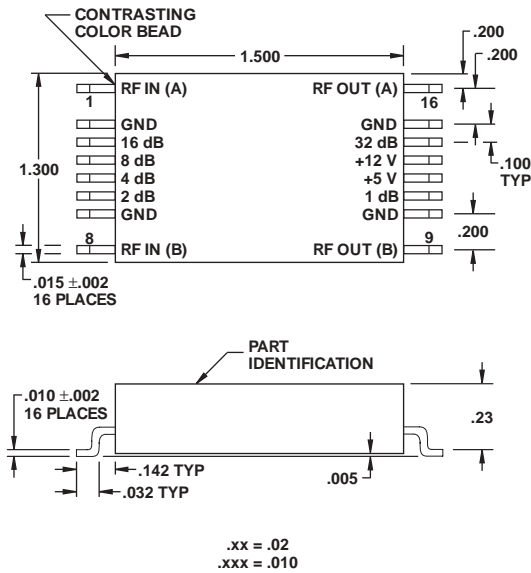 CONTRASTING
COLOR BEAD
1.500
.200
.200
RF IN (A)
RF OUT (A)
1
16
GND
GND
16 dB
32 dB
8 dB
+12 V
.100
TYP
1.300
4 dB
+5 V
2 dB
1 dB
GND
GND
8
RF IN (B)
RF OUT (B)
9
.200
.015 ±.002
16 PLACES
PART
IDENTIFICATION
.010 ±.002
16 PLACES
.23
.142 TYP
.005
.032 TYP
.xx = .02
.xxx = .010